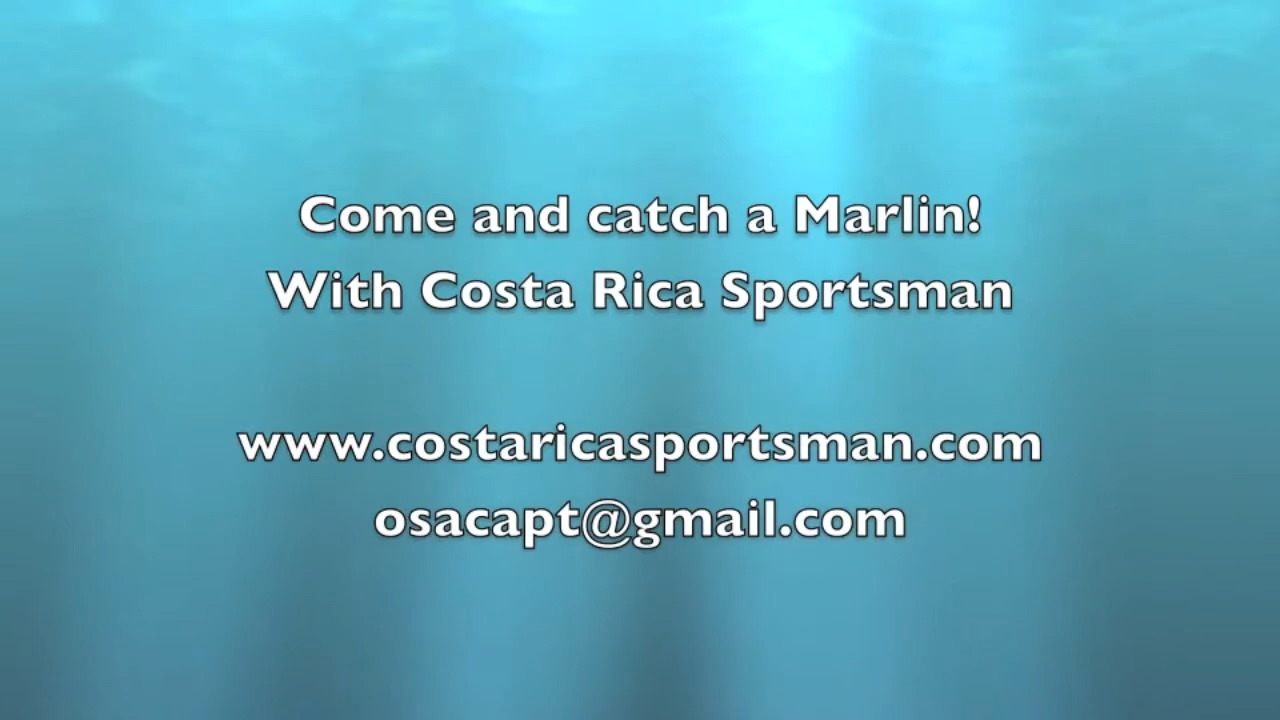 Come and catch a Marlin!
With Costa Rica Sportsman
www.costaricasportsman.com
osacapt@gmail.com